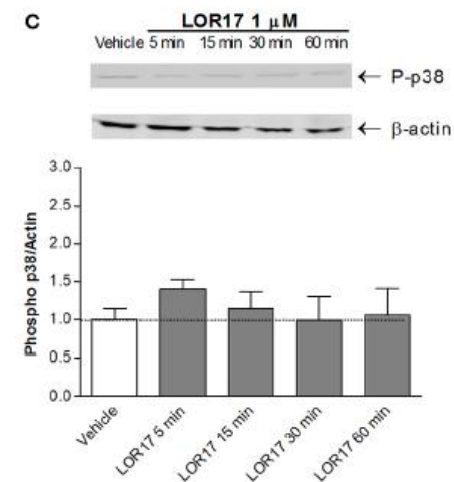 C
LOR17 1 μM
Vehicle 5 min 15 min 30 min 60 min
← P-p38
← β-actin
Phospho p38/Actin
3.0
2.5
2.0
1.5
1.0
0.5
0.0
Vehicle
LOR17 5 min
LOR17 15 min
LOR17 30 min
LOR17 60 min